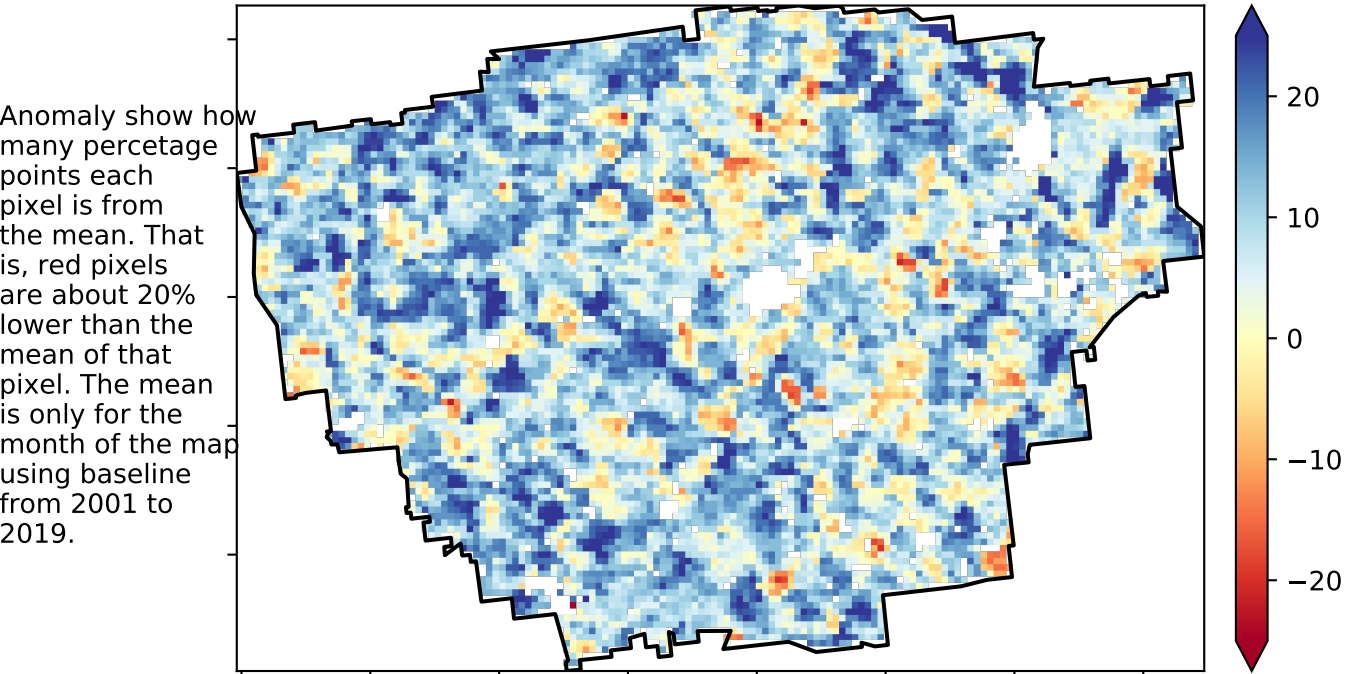 Anomaly show how
many percetage
points each
pixel is from
the mean. That
is, red pixels
are about 20%
lower than the
mean of that
pixel. The mean
is only for the
month of the map
using baseline
from 2001 to
2019.
20
10
0
−10
−20